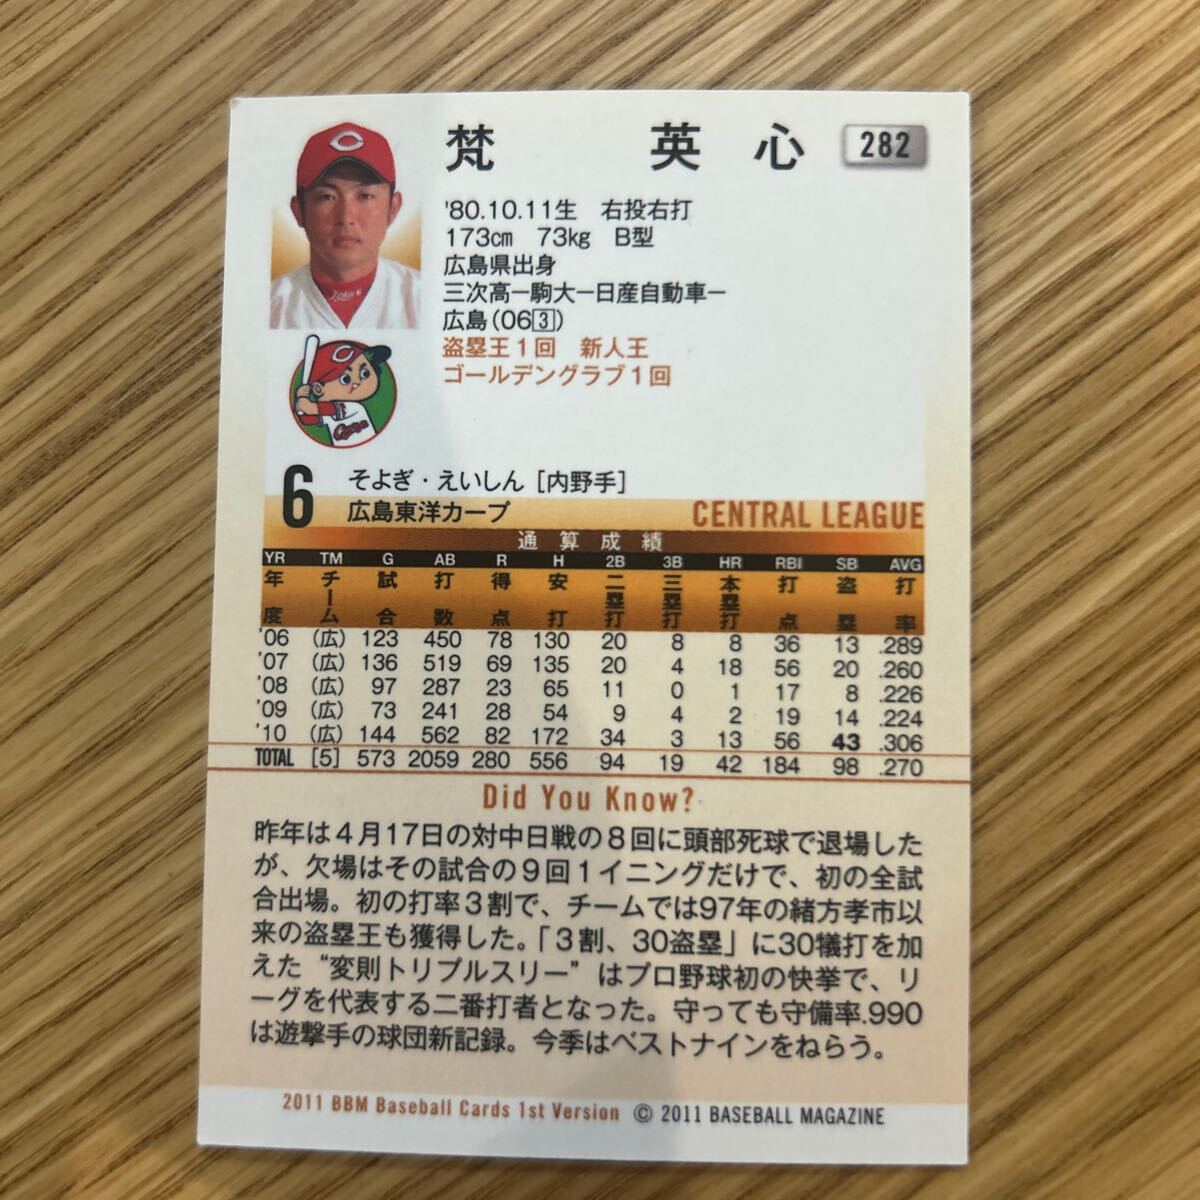 梵 英心 282
'80.10.11生 右投右打
173cm 73kg B型
広島県出身
三次高ー駒大ー日産自動車ー
広島(06[3])
盗塁王1回 新人王
ゴールデングラブ1回
6 そよぎ・えいしん [内野手]
広島東洋カープ CENTRAL LEAGUE
通算成績
YR TM G AB R H 2B 3B HR RBI SB AVG
年度 チーム 試合 打数 得点 安打 二塁打 三塁打 本塁打 打点 盗塁 打率
'06 (広) 123 450 78 130 20 8 8 36 13 .289
'07 (広) 136 519 69 135 20 4 18 56 20 .260
'08 (広) 97 287 23 65 11 0 1 17 8 .226
'09 (広) 73 241 28 54 9 4 2 19 14 .224
'10 (広) 144 562 82 172 34 3 13 56 43 .306
TOTAL [5] 573 2059 280 556 94 19 42 184 98 .270
Did You Know?
昨年は4月17日の対中日戦の8回に頭部死球で退場した
が、欠場はその試合の9回1イニングだけで、初の全試
合出場。初の打率3割で、チームでは97年の緒方孝市以
来の盗塁王も獲得した。「3割、30盗塁」に30犠打を加
えた“変則トリプルスリー”はプロ野球初の快挙で、リ
ーグを代表する二番打者となった。守っても守備率.990
は遊撃手の球団新記録。今季はベストナインをねらう。
2011 BBM Baseball Cards 1st Version © 2011 BASEBALL MAGAZINE